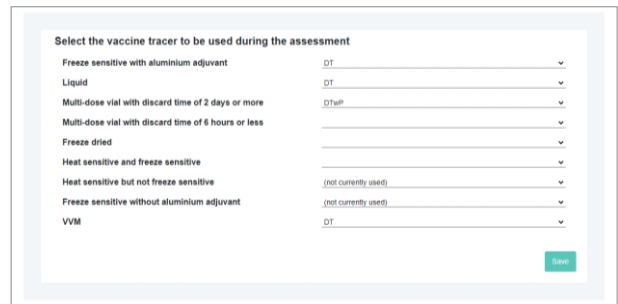 Select the vaccine tracer to be used during the assessment
Freeze sensitive with aluminium adjuvant DT
Liquid DT
Multi-dose vial with discard time of 2 days or more DTwP
Multi-dose vial with discard time of 6 hours or less
Freeze dried
Heat sensitive and freeze sensitive
Heat sensitive but not freeze sensitive (not currently used)
Freeze sensitive without aluminium adjuvant (not currently used)
VVM DT
Save